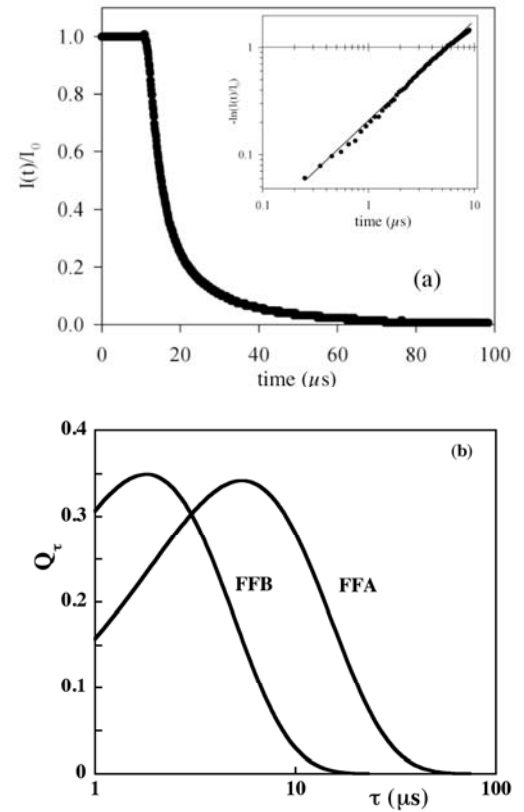 1.0
0.8
0.6
0.4
0.2
0.0
I(t)/I₀
0 20 40 60 80 100
time (µs)
(a)
1
0.1
-ln(I(t)/I₀)
0.1 1 10
time (µs)
0.4
0.3
0.2
0.1
0
Qτ
(b)
FFB FFA
1 10 100
τ (µs)